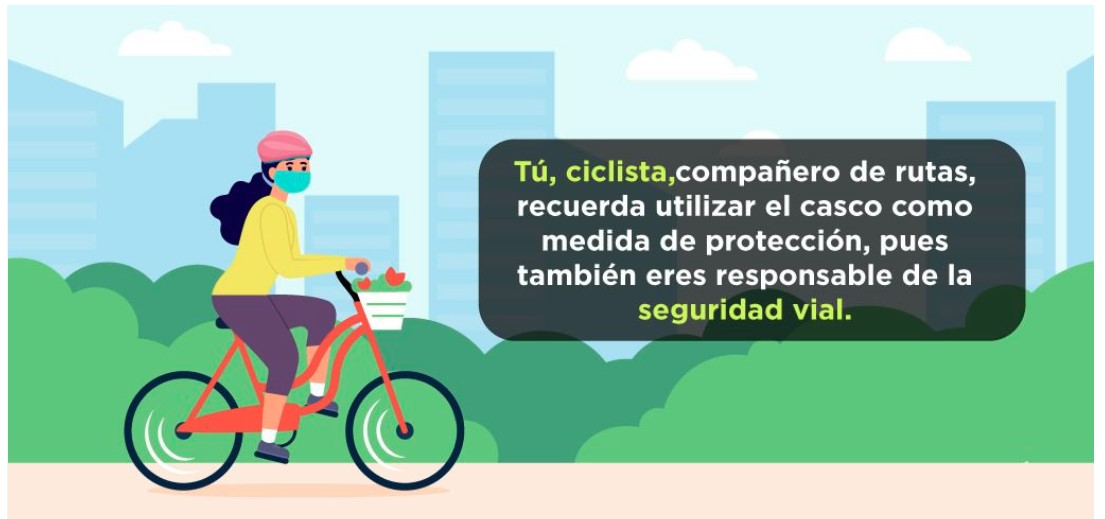 Tú, ciclista,compañero de rutas,
recuerda utilizar el casco como
medida de protección, pues
también eres responsable de la
seguridad vial.